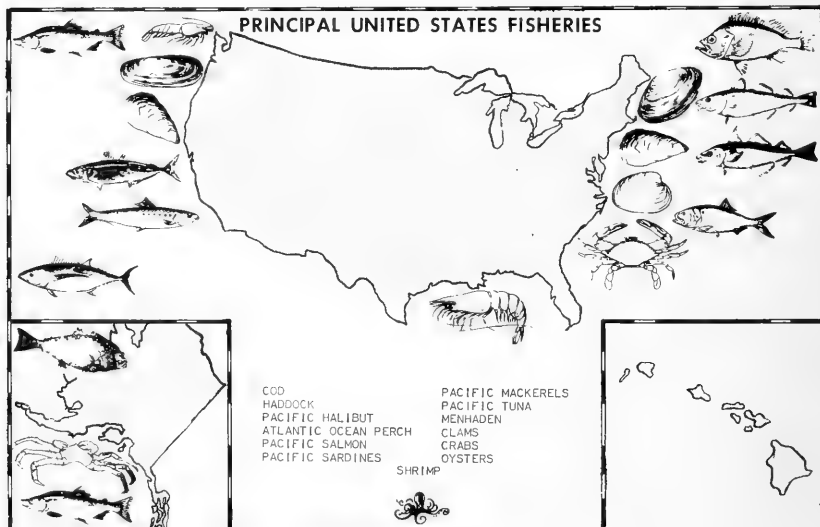 PRINCIPAL UNITED STATES FISHERIES
COD
HADDOCK
PACIFIC HALIBUT
ATLANTIC OCEAN PERCH
PACIFIC SALMON
PACIFIC SARDINES
PACIFIC MACKERELS
PACIFIC TUNA
MENHADEN
CLAMS
CRABS
OYSTERS
SHRIMP